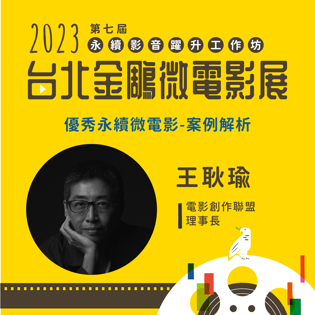 2023 第七屆
永續影音躍升工作坊
台北金鵰微電影展
優秀永續微電影-案例解析
王耿瑜
電影創作聯盟
理事長